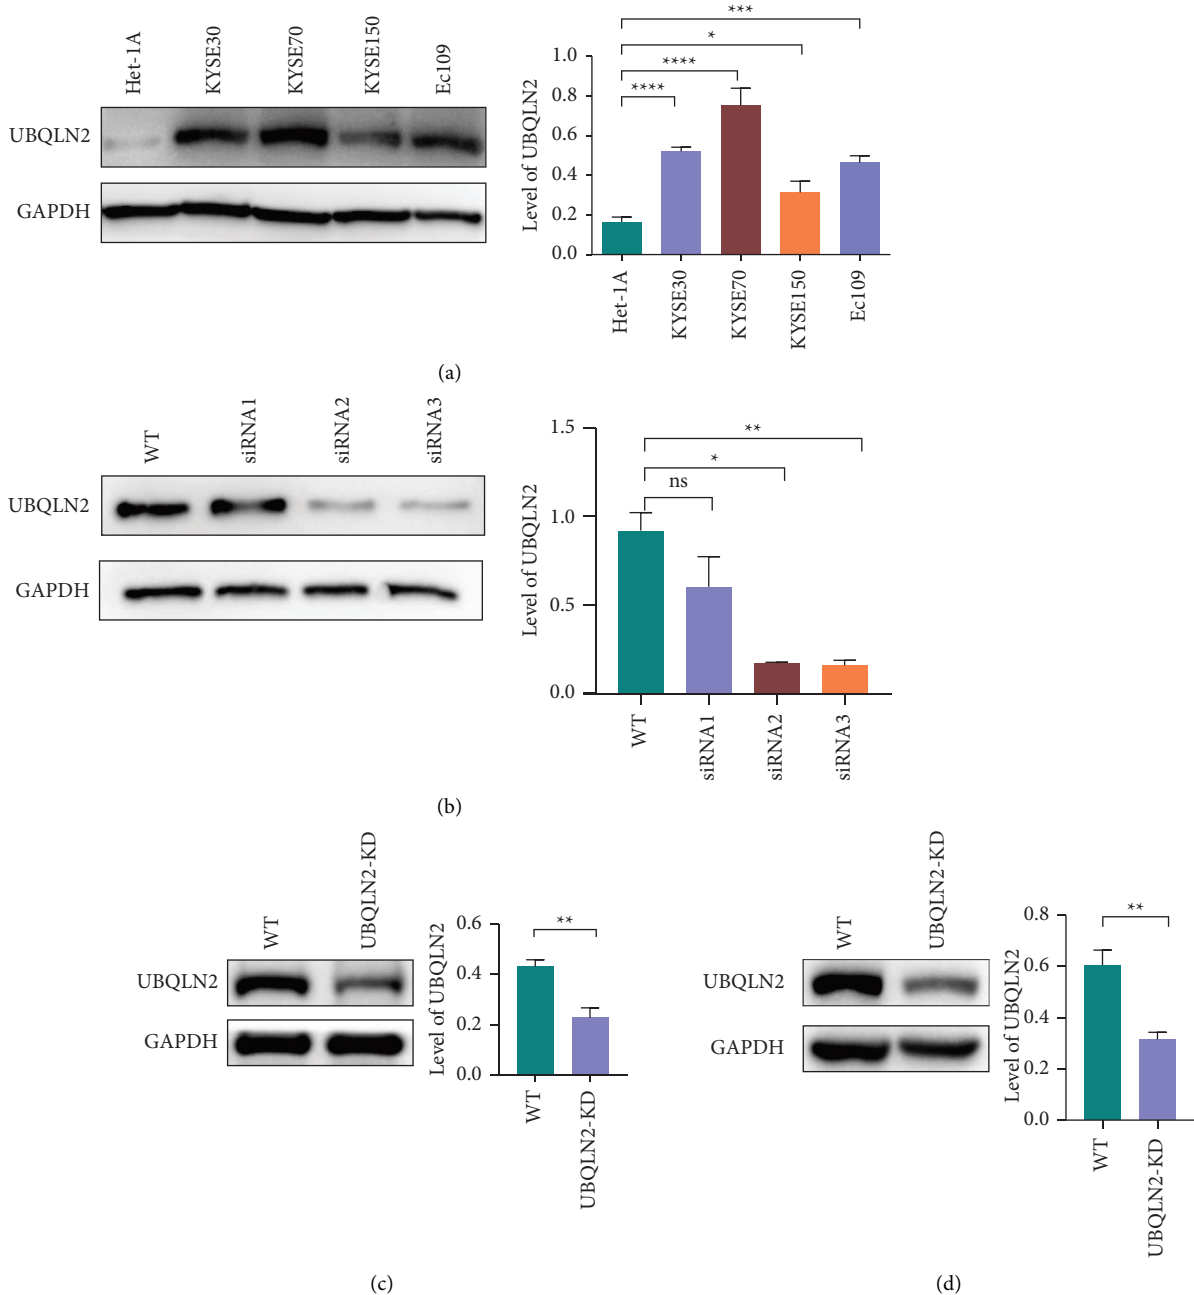 Het-1A
KYSE30
KYSE70
KYSE150
Ec109
UBQLN2
GAPDH
Level of UBQLN2
1.0
0.8
0.6
0.4
0.2
0.0
****
****
*
***
Het-1A
KYSE30
KYSE70
KYSE150
Ec109
(a)
WT
siRNA1
siRNA2
siRNA3
UBQLN2
GAPDH
Level of UBQLN2
1.5
1.0
0.5
0.0
ns
*
**
WT
siRNA1
siRNA2
siRNA3
(b)
WT
UBQLN2-KD
UBQLN2
GAPDH
Level of UBQLN2
0.6
0.4
0.2
0.0
**
WT
UBQLN2-KD
(c)
WT
UBQLN2-KD
UBQLN2
GAPDH
Level of UBQLN2
0.8
0.6
0.4
0.2
0.0
**
WT
UBQLN2-KD
(d)